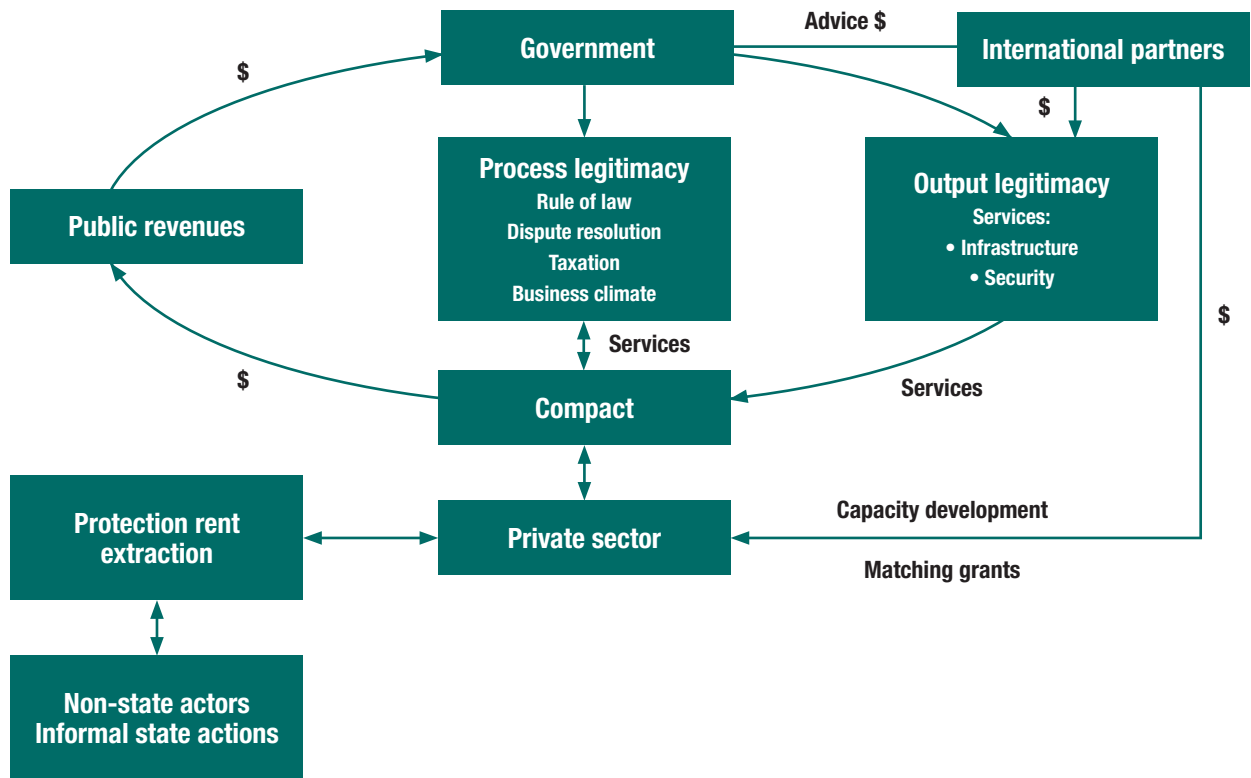 Advice $
Government
International partners
$
$
Process legitimacy
Rule of law
Dispute resolution
Taxation
Business climate
Output legitimacy
Services:
• Infrastructure
• Security
Public revenues
$
Services
$
Services
Compact
Protection rent
extraction
Private sector
Capacity development
Matching grants
Non-state actors
Informal state actions